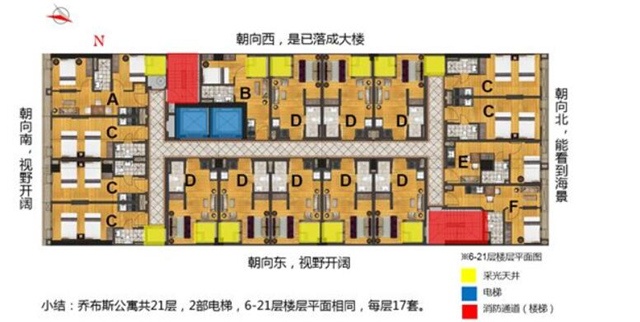 朝向西，是已落成大楼
N
A
B
C
D
D
D
C
C
C
朝向南，视野开阔
朝向北，能看到海景
C
D
D
D
D
D
E
C
F
朝向东，视野开阔
※6-21层楼层平面图
采光天井
电梯
消防通道（楼梯）
小结：乔布斯公寓共21层，2部电梯，6-21层楼层平面相同，每层17套。